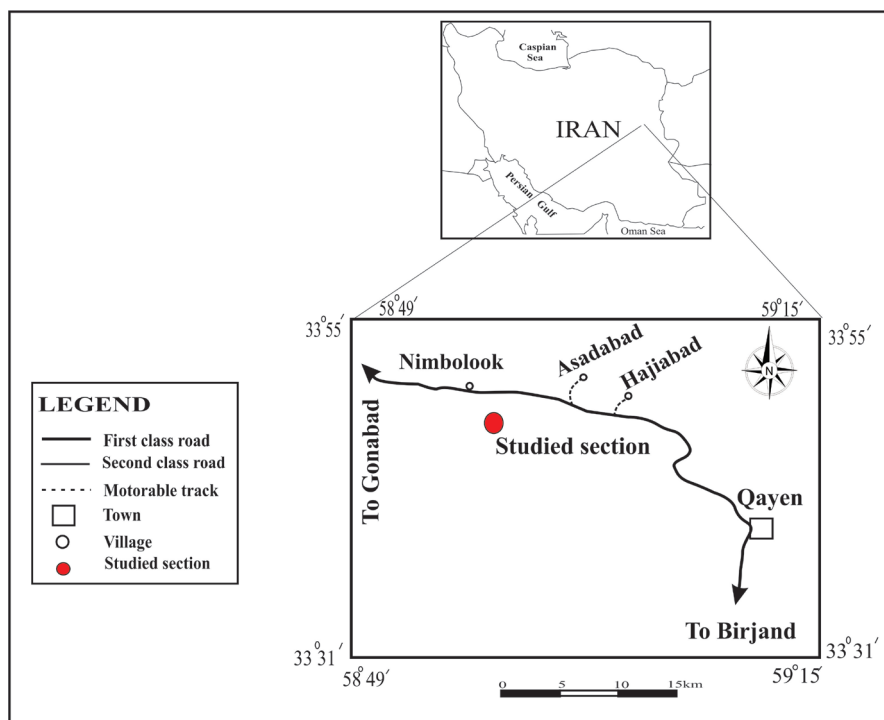 Caspian
Sea
IRAN
Persian
Gulf
Oman Sea
58°49′
59°15′
33°55′
33°55′
Nimbolook
Asadabad
Hajiabad
N
To Gonabad
Studied section
Qayen
To Birjand
33°31′
33°31′
58°49′
59°15′
0 5 10 15km
LEGEND
First class road
Second class road
Motorable track
Town
Village
Studied section